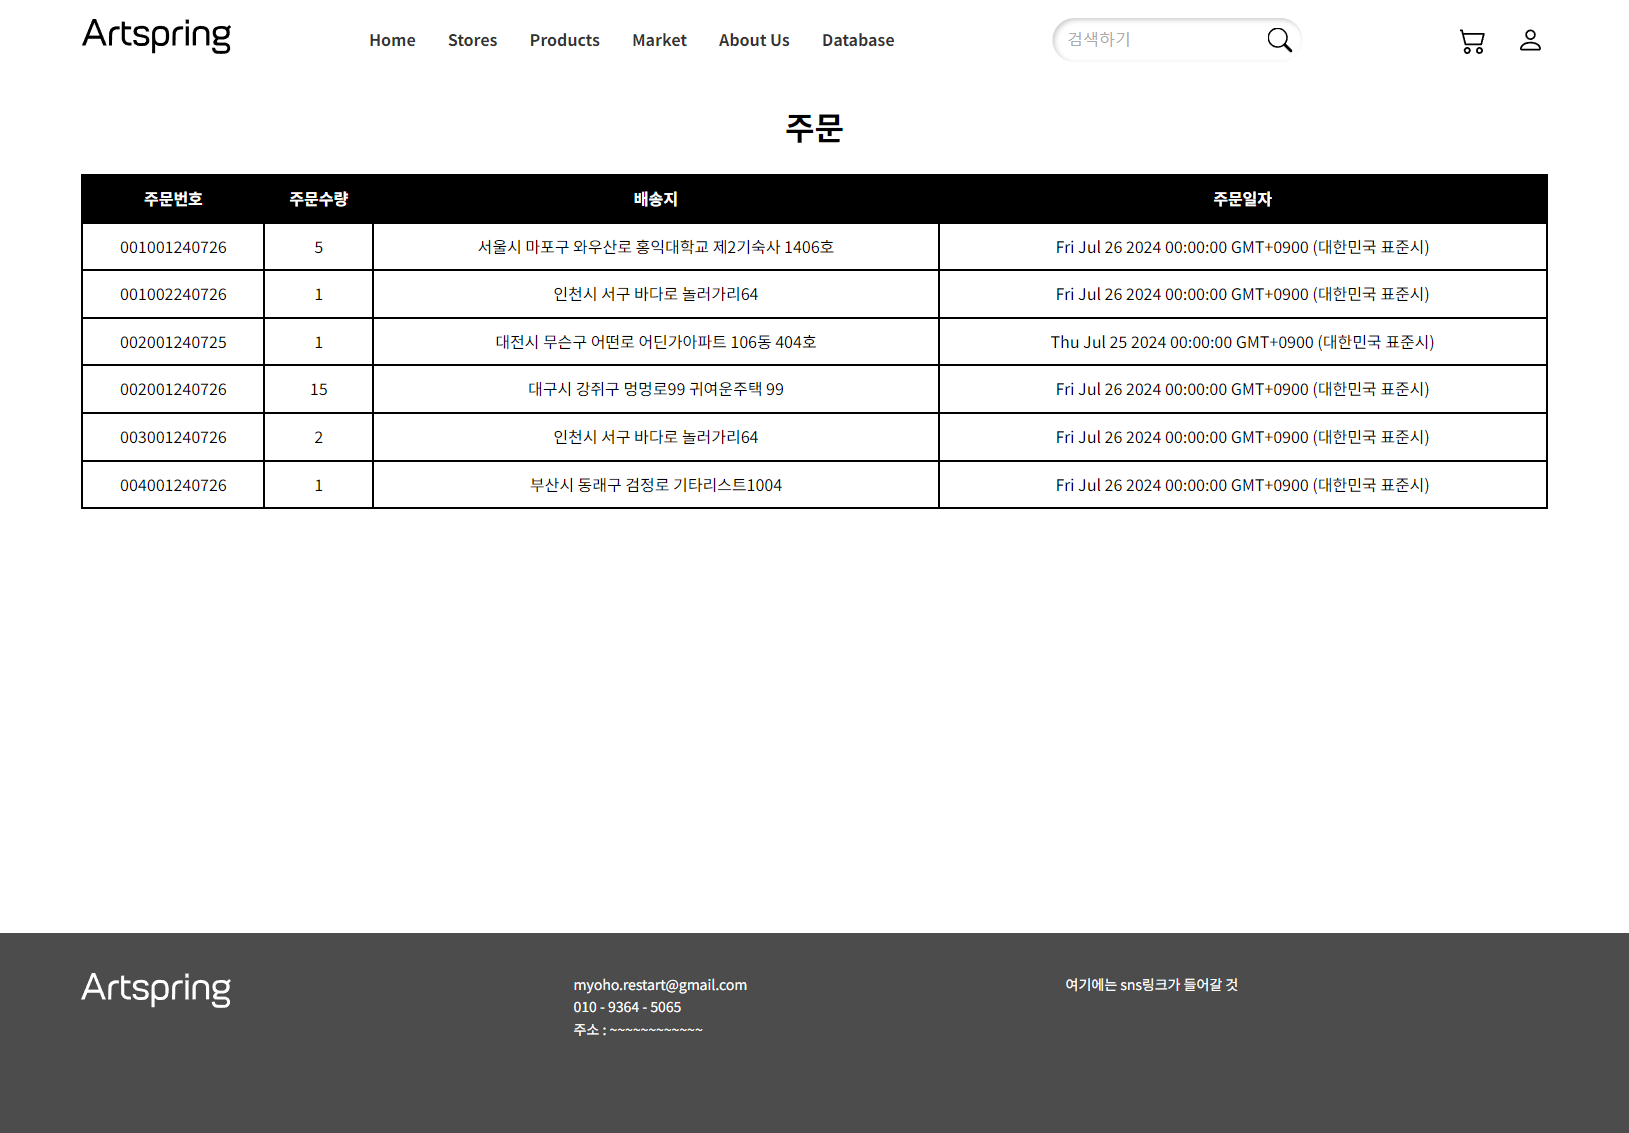 Artspring
Home Stores Products Market About Us Database
검색하기
주문
주문번호 주문수량 배송지 주문일자
001001240726 5 서울시 마포구 와우산로 홍익대학교 제2기숙사 1406호 Fri Jul 26 2024 00:00:00 GMT+0900 (대한민국 표준시)
001002240726 1 인천시 서구 바다로 놀러가리64 Fri Jul 26 2024 00:00:00 GMT+0900 (대한민국 표준시)
002001240725 1 대전시 무슨구 어떤로 어딘가아파트 106동 404호 Thu Jul 25 2024 00:00:00 GMT+0900 (대한민국 표준시)
002001240726 15 대구시 강쥐구 멍멍로99 귀여운주택 99 Fri Jul 26 2024 00:00:00 GMT+0900 (대한민국 표준시)
003001240726 2 인천시 서구 바다로 놀러가리64 Fri Jul 26 2024 00:00:00 GMT+0900 (대한민국 표준시)
004001240726 1 부산시 동래구 검정로 기타리스트1004 Fri Jul 26 2024 00:00:00 GMT+0900 (대한민국 표준시)
Artspring
myoho.restart@gmail.com
010 - 9364 - 5065
주소 : ~~~~~~~~~~~~
여기에는 sns링크가 들어갈 것